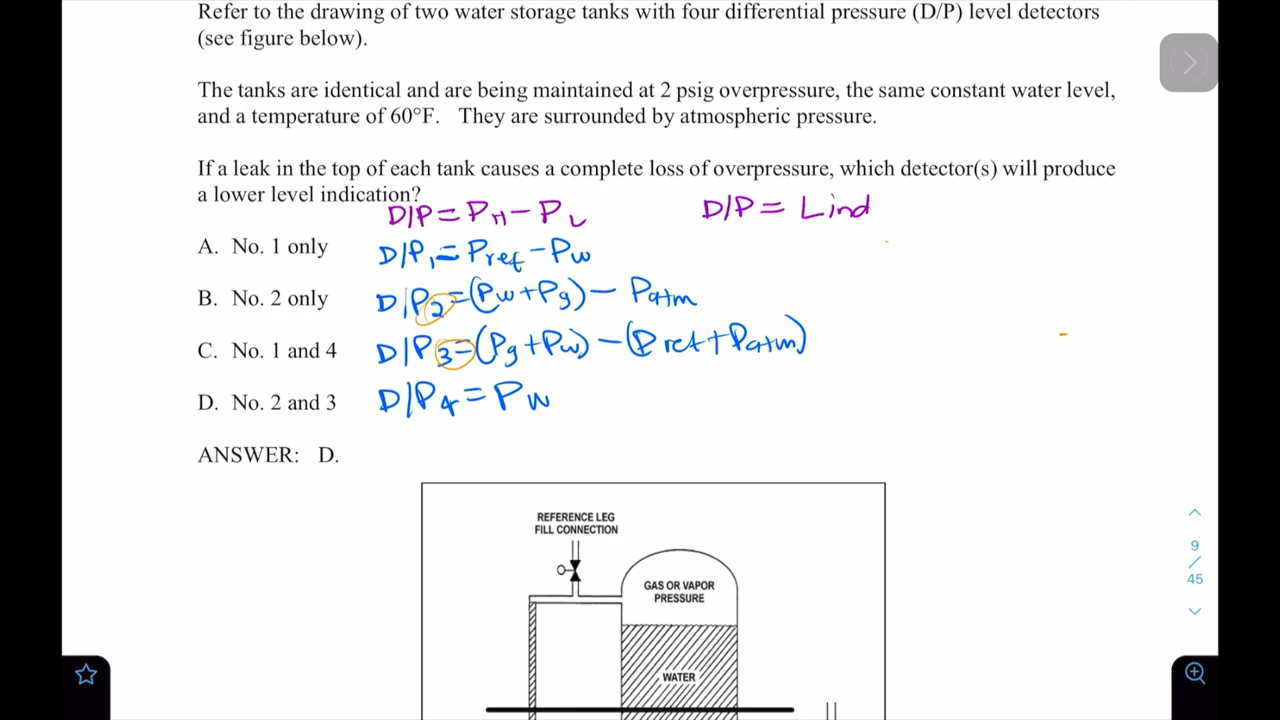 Refer to the drawing of two water storage tanks with four differential pressure (D/P) level detectors
(see figure below).
The tanks are identical and are being maintained at 2 psig overpressure, the same constant water level,
and a temperature of 60°F. They are surrounded by atmospheric pressure.
If a leak in the top of each tank causes a complete loss of overpressure, which detector(s) will produce
a lower level indication?
D/P = PH - PL
D/P = Lind
A. No. 1 only
D/P1 = Pref - Pw
B. No. 2 only
D/P2 = (Pw + Pg) - Patm
C. No. 1 and 4
D/P3 = (Pg + Pw) - (Pref + Patm)
D. No. 2 and 3
D/P4 = Pw
ANSWER: D.
REFERENCE LEG
FILL CONNECTION
GAS OR VAPOR
PRESSURE
WATER
9
/
45